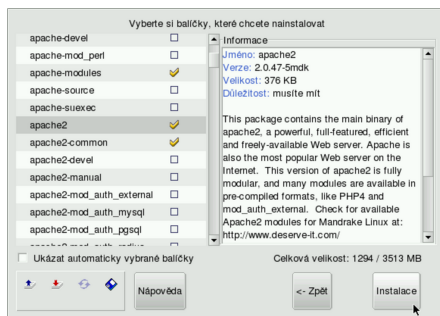 Vyberte si balíčky, které chcete nainstalovat
apache-devel
apache-mod_perl
apache-modules
apache-source
apache-suexec
apache2
apache2-common
apache2-devel
apache2-manual
apache2-mod_auth_external
apache2-mod_auth_mysql
apache2-mod_auth_pgsql
Informace
Jméno: apache2
Verze: 2.0.47-5mdk
Velikost: 376 KB
Důležitost: musíte mít
This package contains the main binary of
apache2, a powerful, full-featured, efficient
and freely-available Web server. Apache is
also the most popular Web server on the
Internet. This version of apache2 is fully
modular, and many modules are available in
pre-compiled formats, like PHP4 and
mod_auth_external. Check for available
Apache2 modules for Mandrake Linux at:
http://www.deserve-it.com/
Ukázat automaticky vybrané balíčky
Celková velikost: 1294 / 3513 MB
Nápověda
<- Zpět
Instalace